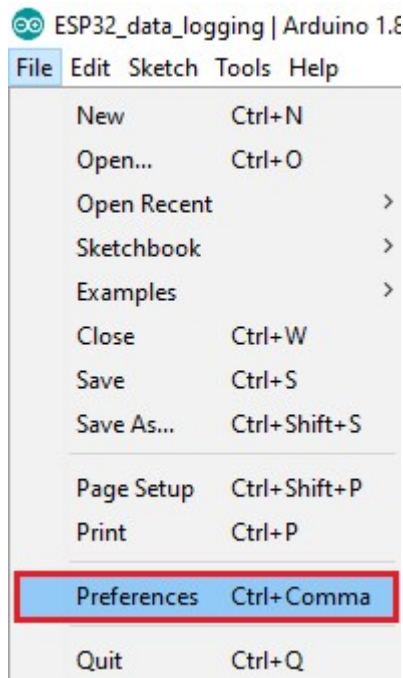 ESP32_data_logging | Arduino 1.8
File Edit Sketch Tools Help
New Ctrl+N
Open... Ctrl+O
Open Recent
Sketchbook
Examples
Close Ctrl+W
Save Ctrl+S
Save As... Ctrl+Shift+S
Page Setup Ctrl+Shift+P
Print Ctrl+P
Preferences Ctrl+Comma
Quit Ctrl+Q